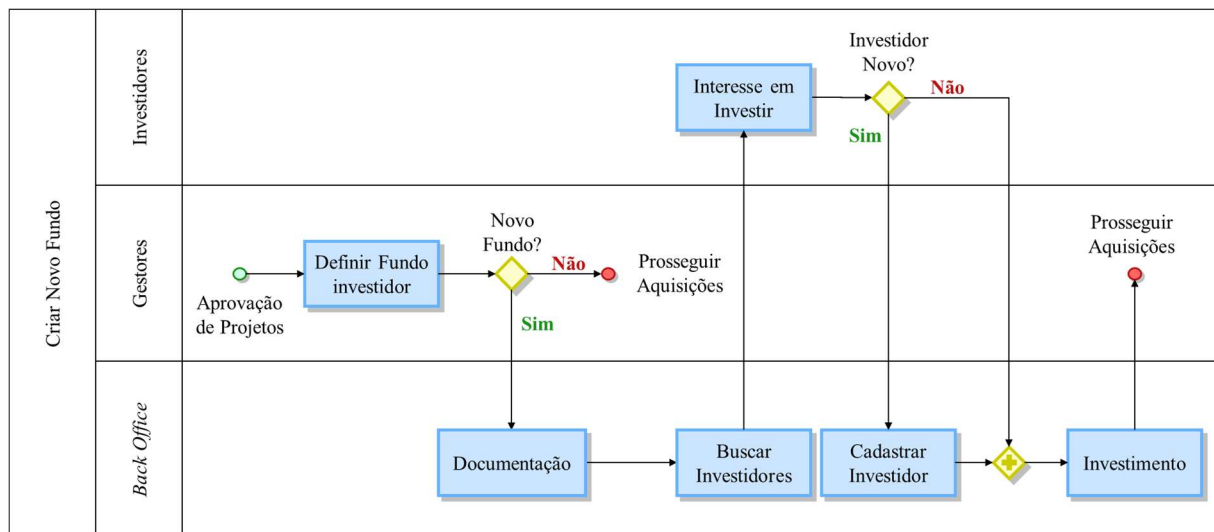 Criar Novo Fundo
Investidores
Interesse em
Investir
Investidor
Novo?
Não
Sim
Gestores
Aprovação
de Projetos
Definir Fundo
investidor
Novo
Fundo?
Não
Sim
Prosseguir
Aquisições
Prosseguir
Aquisições
Back Office
Documentação
Buscar
Investidores
Cadastrar
Investidor
Investimento